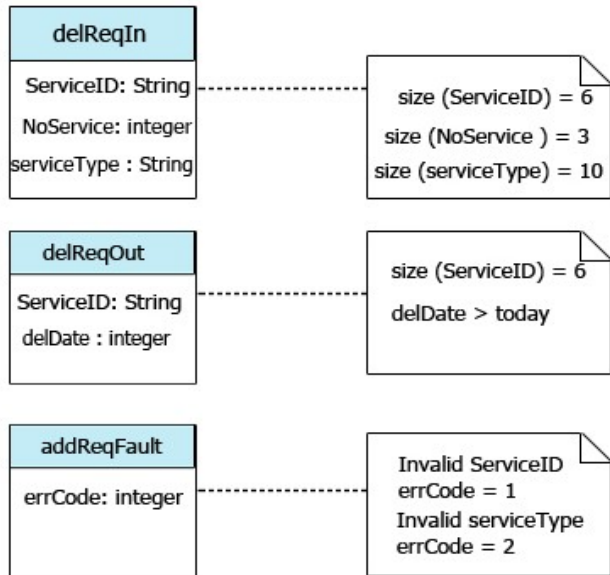 delReqIn
ServiceID: String
NoService: integer
serviceType : String
size (ServiceID) = 6
size (NoService ) = 3
size (serviceType) = 10
delReqOut
ServiceID: String
delDate : integer
size (ServiceID) = 6
delDate > today
addReqFault
errCode: integer
Invalid ServiceID
errCode = 1
Invalid serviceType
errCode = 2